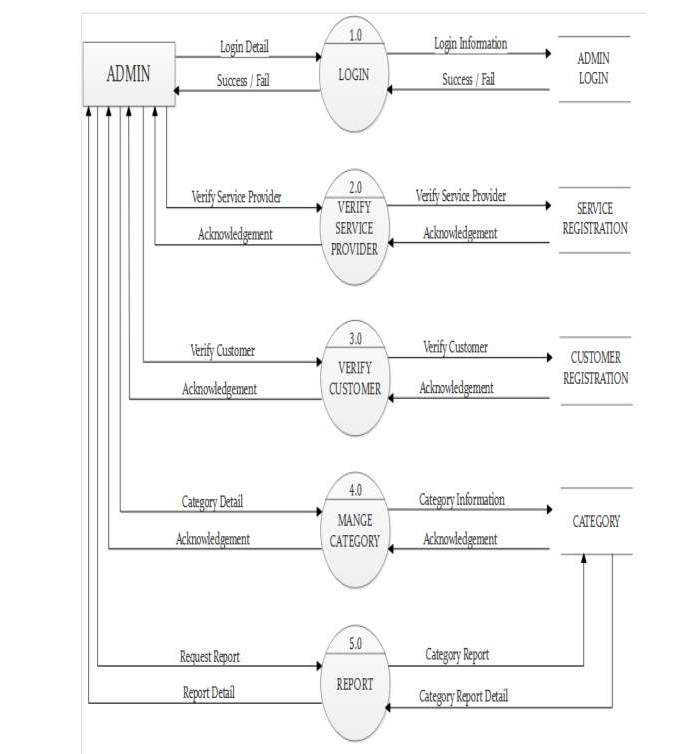 ADMIN
Login Detail
Success / Fail
1.0
LOGIN
Login Information
Success / Fail
ADMIN
LOGIN
Verify Service Provider
Acknowledgement
2.0
VERIFY
SERVICE
PROVIDER
Verify Service Provider
Acknowledgement
SERVICE
REGISTRATION
Verify Customer
Acknowledgement
3.0
VERIFY
CUSTOMER
Verify Customer
Acknowledgement
CUSTOMER
REGISTRATION
Category Detail
Acknowledgement
4.0
MANGE
CATEGORY
Category Information
Acknowledgement
CATEGORY
Request Report
Report Detail
5.0
REPORT
Category Report
Category Report Detail